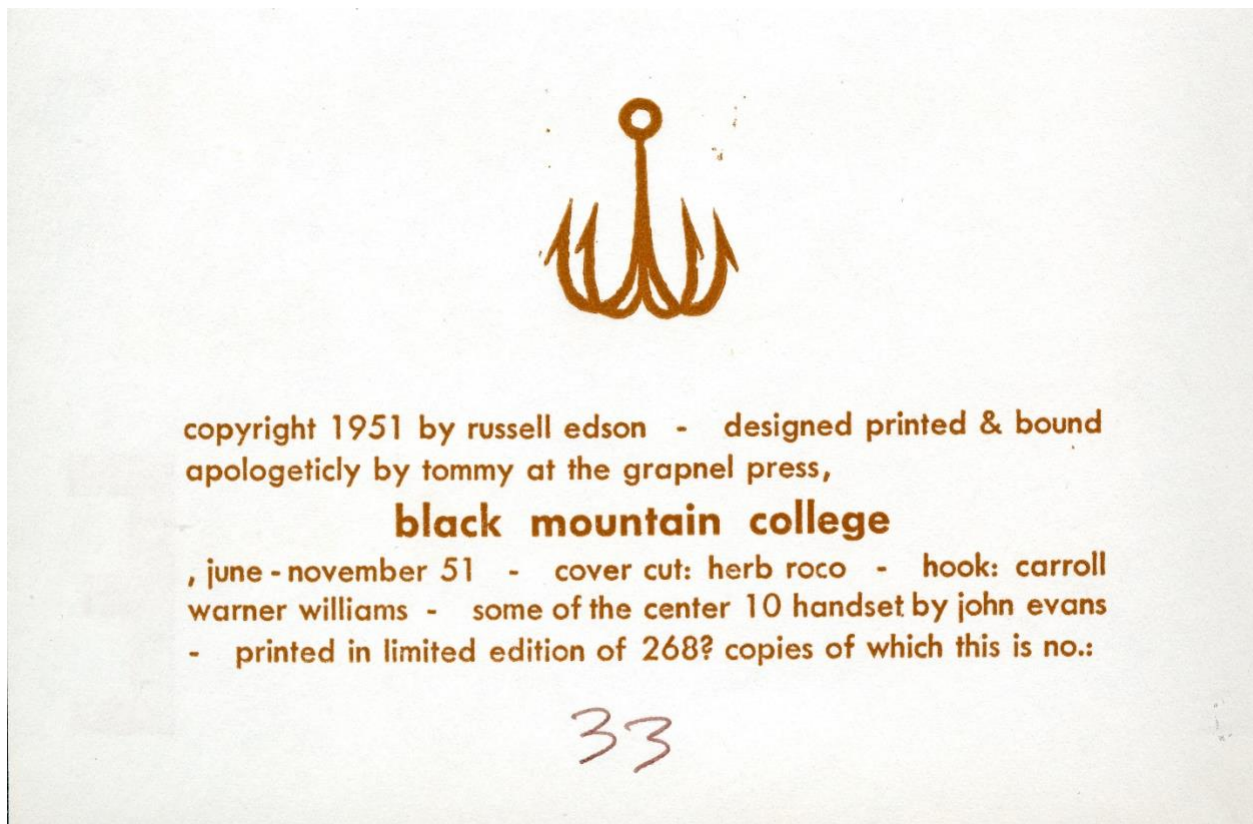 copyright 1951 by russell edson - designed printed & bound
apologeticly by tommy at the grapnel press,
black mountain college
, june - november 51 - cover cut: herb roco - hook: carroll
warner williams - some of the center 10 handset by john evans
- printed in limited edition of 268? copies of which this is no.:
33